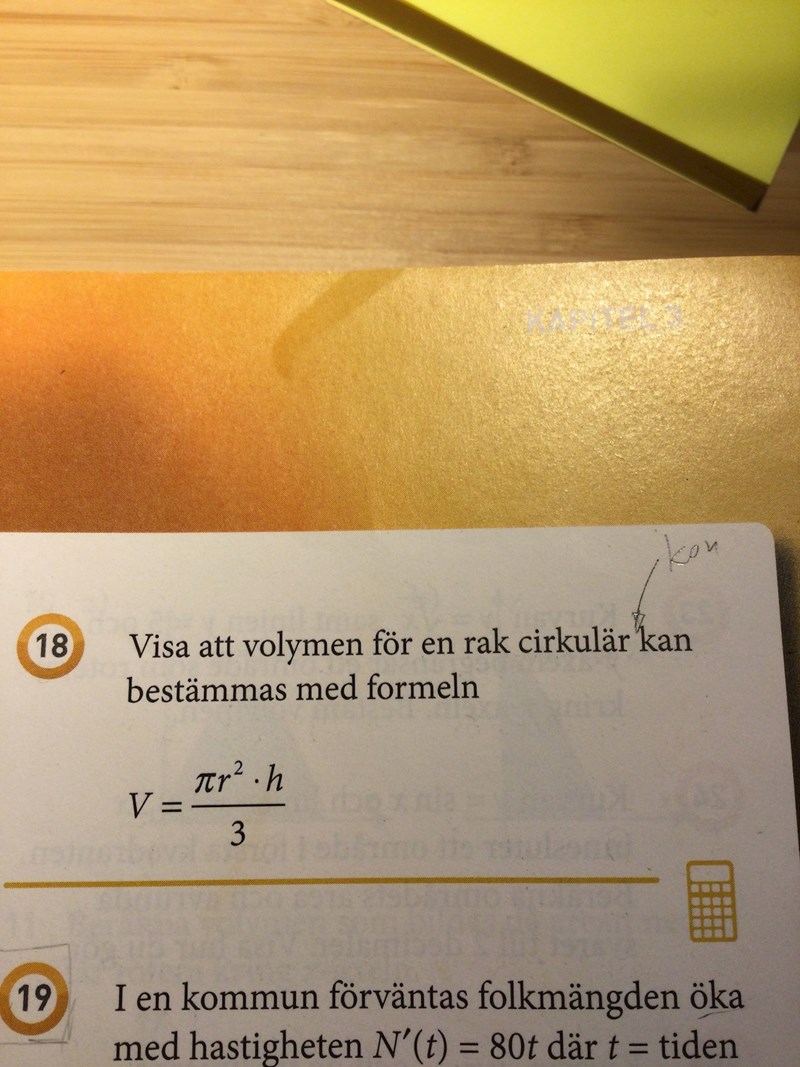 KAPITEL 3
kon
18 Visa att volymen för en rak cirkulär kan
bestämmas med formeln
V = πr² · h / 3
19 I en kommun förväntas folkmängden öka
med hastigheten N′(t) = 80t där t = tiden